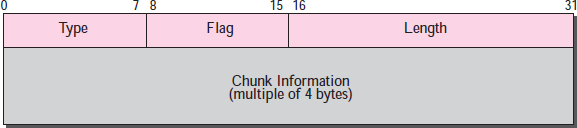 0 7 8 15 16 31
Type Flag Length
Chunk Information
(multiple of 4 bytes)